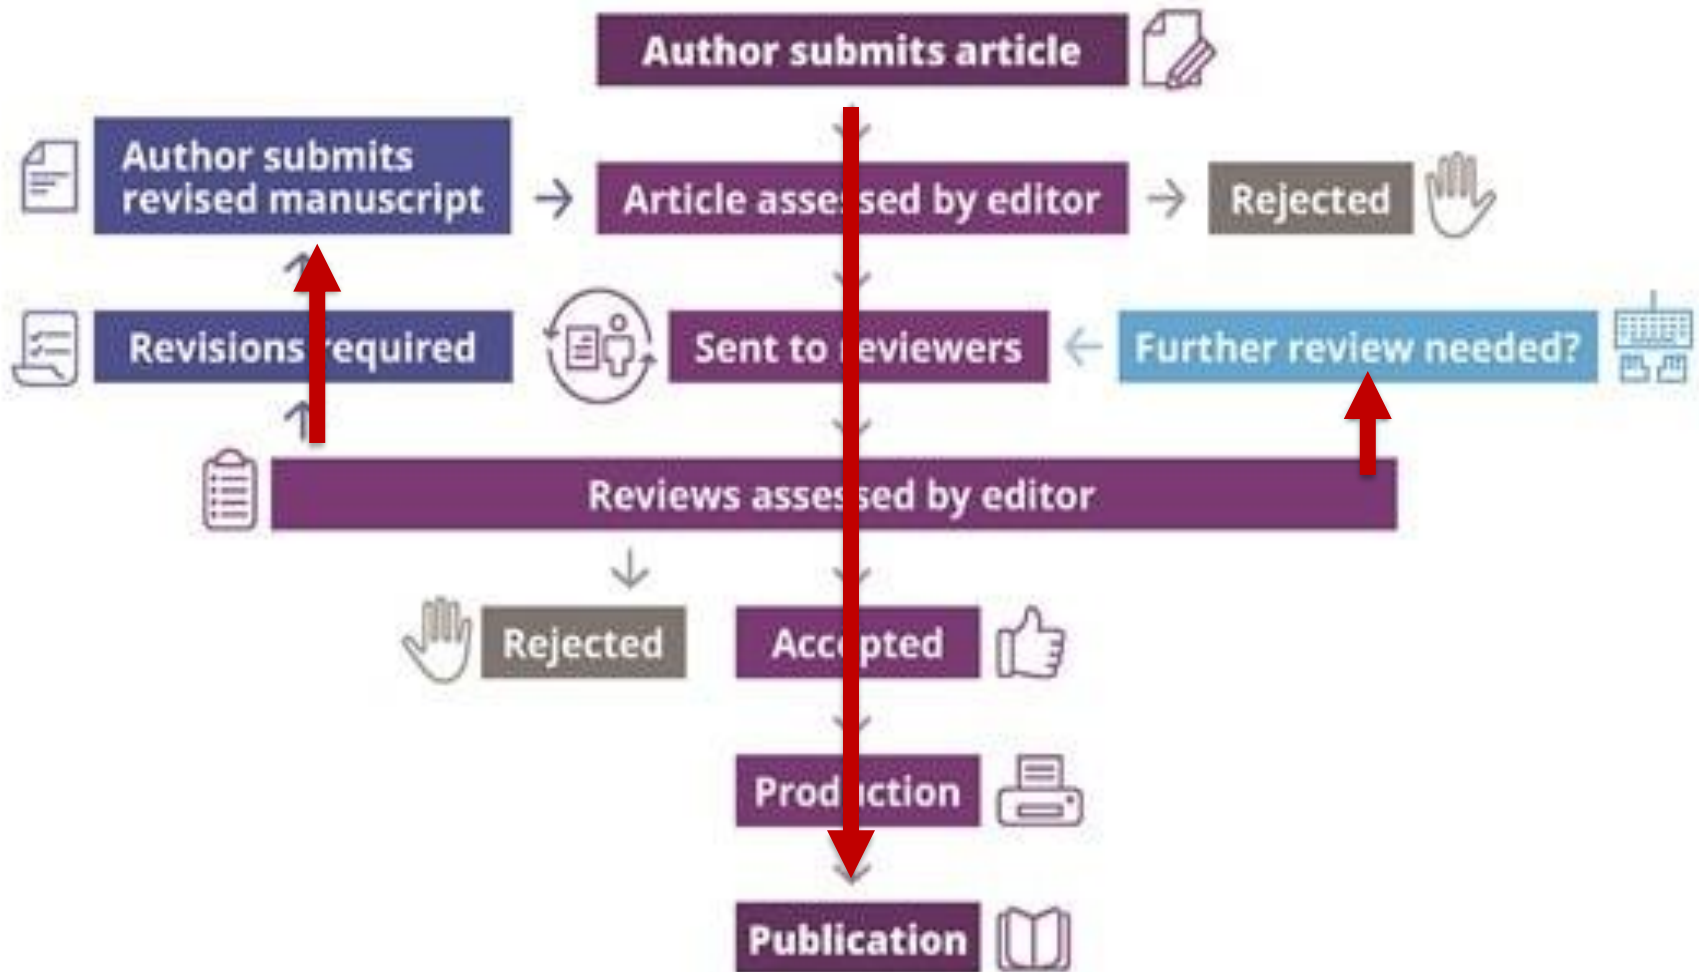 Author submits article
Author submits
revised manuscript
Article assessed by editor
Rejected
Revisions required
Sent to reviewers
Further review needed?
Reviews assessed by editor
Rejected
Accepted
Production
Publication